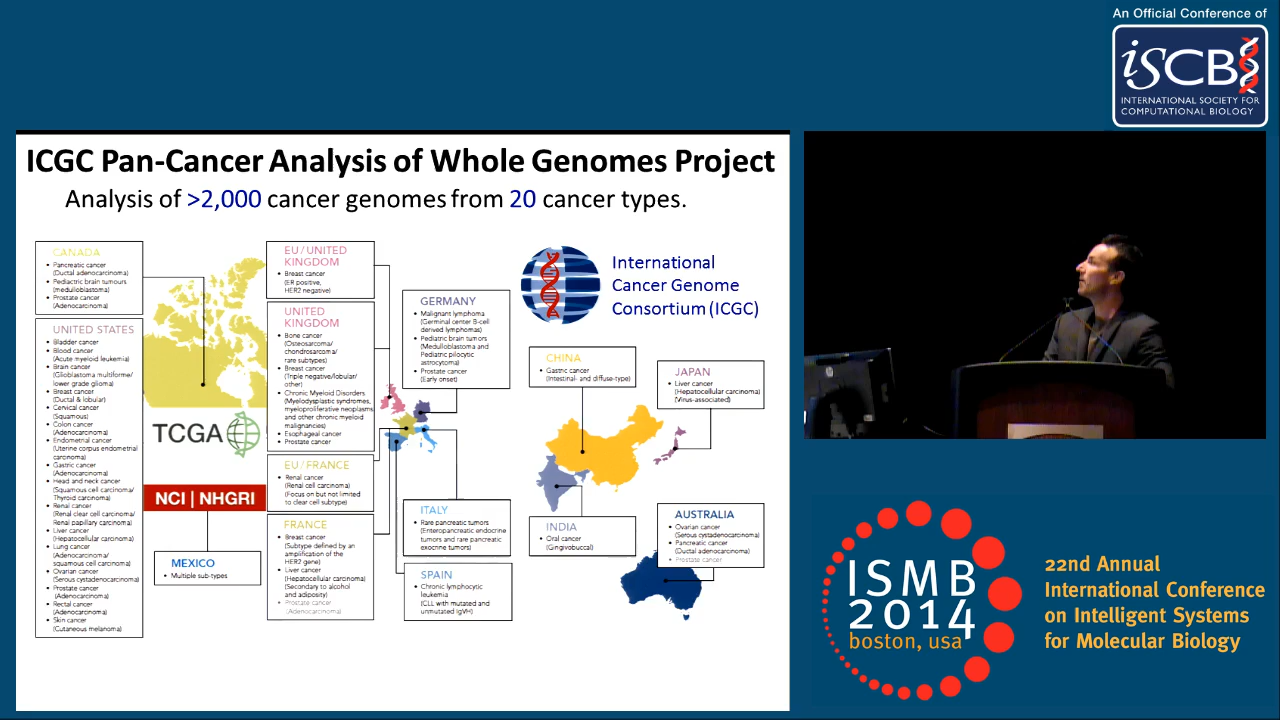 An Official Conference of
iSCB
INTERNATIONAL SOCIETY FOR
COMPUTATIONAL BIOLOGY
ICGC Pan-Cancer Analysis of Whole Genomes Project
Analysis of >2,000 cancer genomes from 20 cancer types.
CANADA
• Pancreatic cancer
(Ductal adenocarcinoma)
• Pediatric brain tumours
(medulloblastoma)
• Prostate cancer
(Adenocarcinoma)
UNITED STATES
• Bladder cancer
• Blood cancer
(Acute myeloid leukemia)
• Brain cancer
(Glioblastoma multiforme/
lower grade glioma)
• Breast cancer
(Ductal & lobular)
• Cervical cancer
(Squamous)
• Colon cancer
(Adenocarcinoma)
• Endometrial cancer
(Uterine corpus endometrial
carcinoma)
• Gastric cancer
(Adenocarcinoma)
• Head and neck cancer
(Squamous cell carcinoma/
Thyroid carcinoma)
• Renal cancer
(Renal clear cell carcinoma/
Renal papillary carcinoma)
• Liver cancer
(Hepatocellular carcinoma)
• Lung cancer
(Adenocarcinoma/
squamous cell carcinoma)
• Ovarian cancer
(Serous cystadenocarcinoma)
• Prostate cancer
(Adenocarcinoma)
• Rectal cancer
(Adenocarcinoma)
• Skin cancer
(Cutaneous melanoma)
TCGA
NCI | NHGRI
MEXICO
• Multiple sub-types
EU / UNITED
KINGDOM
• Breast cancer
(ER positive,
HER2 negative)
UNITED
KINGDOM
• Bone cancer
(Osteosarcoma/
chondrosarcoma/
rare subtypes)
• Breast cancer
(Triple negative/lobular/
other)
• Chronic Myeloid Disorders
(Myelodysplastic syndromes,
myeloproliferative neoplasms
and other chronic myeloid
malignancies)
• Esophageal cancer
• Prostate cancer
EU / FRANCE
• Renal cancer
(Renal cell carcinoma)
(Focus on but not limited
to clear cell subtype)
FRANCE
• Breast cancer
(Subtype defined by an
amplification of the
HER2 gene)
• Liver cancer
(Hepatocellular carcinoma)
(Secondary to alcohol
and adiposity)
• Prostate cancer
(Adenocarcinoma)
GERMANY
• Malignant lymphoma
(Germinal center B-cell
derived lymphomas)
• Pediatric brain tumors
(Medulloblastoma and
Pediatric pilocytic
astrocytoma)
• Prostate cancer
(Early onset)
ITALY
• Rare pancreatic tumors
(Enteropancreatic endocrine
tumors and rare pancreatic
exocrine tumors)
SPAIN
• Chronic lymphocytic
leukemia
(CLL with mutated and
unmutated IgVH)
International
Cancer Genome
Consortium (ICGC)
CHINA
• Gastric cancer
(Intestinal- and diffuse-type)
JAPAN
• Liver cancer
(Hepatocellular carcinoma)
(Virus-associated)
INDIA
• Oral cancer
(Gingivobuccal)
AUSTRALIA
• Ovarian cancer
(Serous cystadenocarcinoma)
• Pancreatic cancer
(Ductal adenocarcinoma)
• Prostate cancer
ISMB
2014
boston, usa
22nd Annual
International Conference
on Intelligent Systems
for Molecular Biology